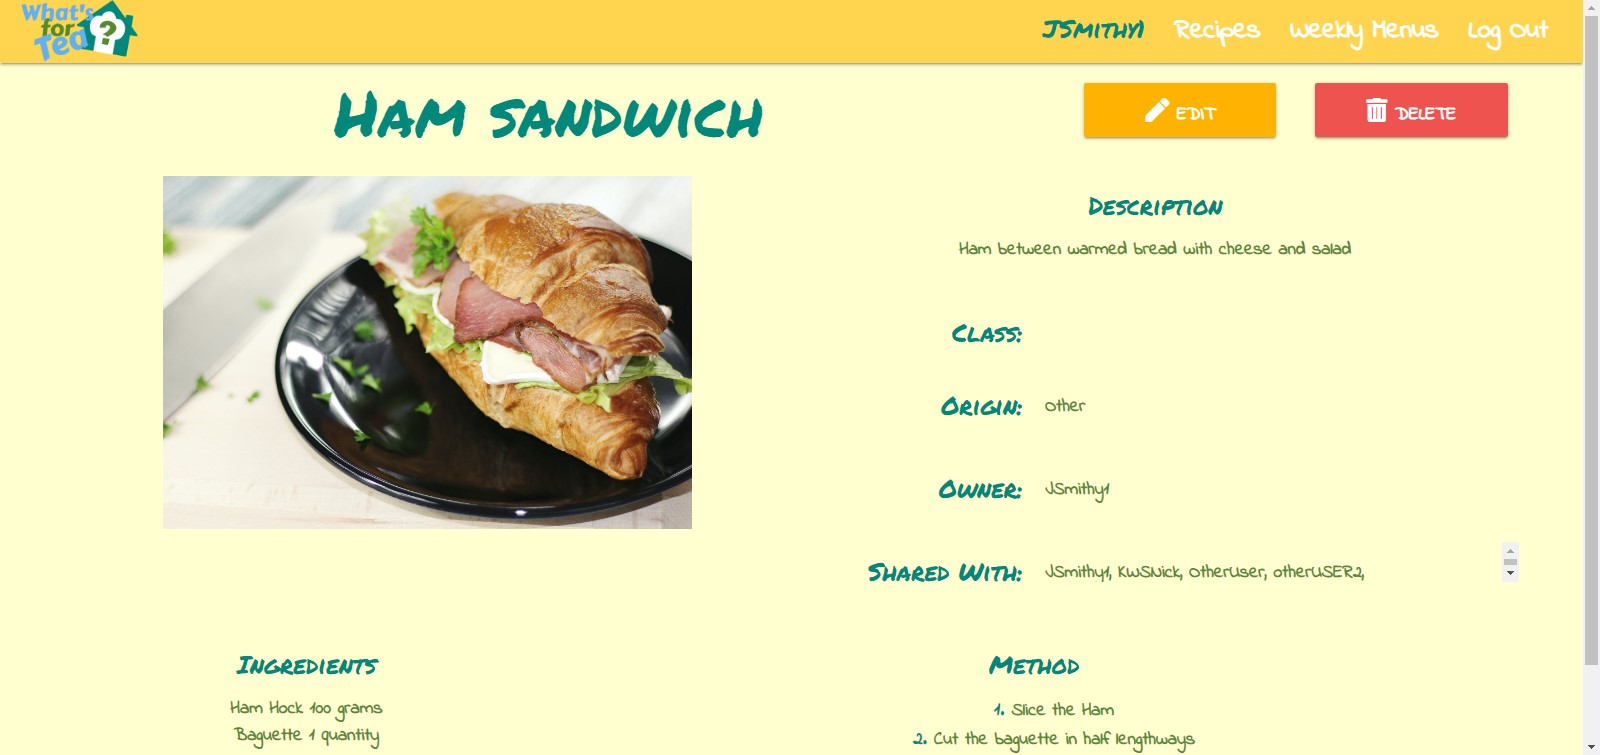 What's for Tea ?
JSmithy1 Recipes Weekly Menus Log Out
Ham sandwich
EDIT
DELETE
Description
Ham between warmed bread with cheese and salad
Class:
Origin: Other
Owner: JSmithy1
Shared With: JSmithy1, KWSNick, OtherUser, otherUSER2,
Ingredients
Ham Hock 100 grams
Baguette 1 quantity
Method
1. Slice the Ham
2. Cut the baguette in half lengthways